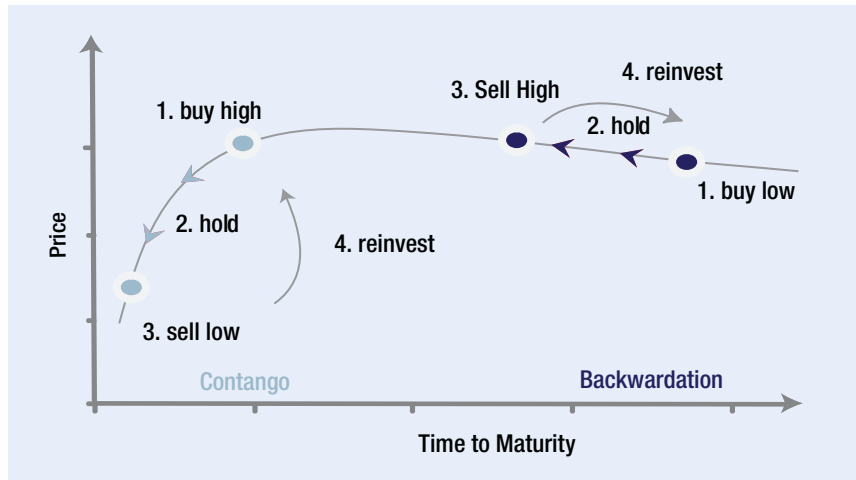 4. reinvest
3. Sell High
1. buy high
2. hold
1. buy low
2. hold
4. reinvest
Price
3. sell low
Contango
Backwardation
Time to Maturity